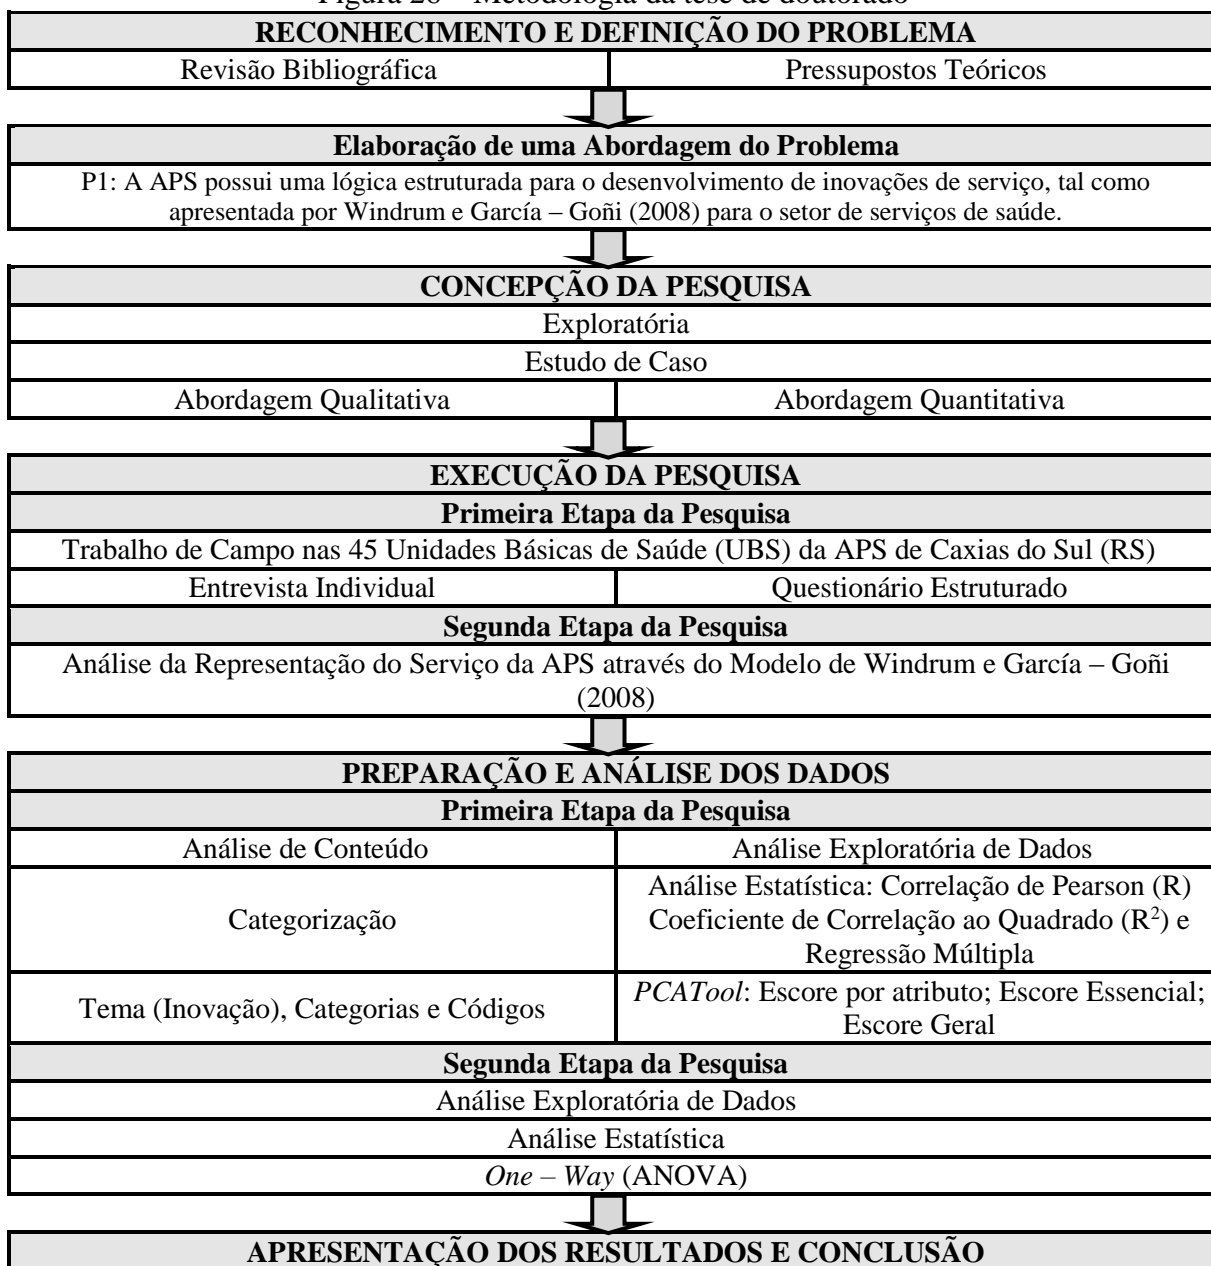 Figura 26 – Metodologia da tese de doutorado
RECONHECIMENTO E DEFINIÇÃO DO PROBLEMA
Revisão Bibliográfica
Pressupostos Teóricos
Elaboração de uma Abordagem do Problema
P1: A APS possui uma lógica estruturada para o desenvolvimento de inovações de serviço, tal como
apresentada por Windrum e García – Goñi (2008) para o setor de serviços de saúde.
CONCEPÇÃO DA PESQUISA
Exploratória
Estudo de Caso
Abordagem Qualitativa
Abordagem Quantitativa
EXECUÇÃO DA PESQUISA
Primeira Etapa da Pesquisa
Trabalho de Campo nas 45 Unidades Básicas de Saúde (UBS) da APS de Caxias do Sul (RS)
Entrevista Individual
Questionário Estruturado
Segunda Etapa da Pesquisa
Análise da Representação do Serviço da APS através do Modelo de Windrum e García – Goñi
(2008)
PREPARAÇÃO E ANÁLISE DOS DADOS
Primeira Etapa da Pesquisa
Análise de Conteúdo
Análise Exploratória de Dados
Categorização
Análise Estatística: Correlação de Pearson (R)
Coeficiente de Correlação ao Quadrado (R²) e
Regressão Múltipla
Tema (Inovação), Categorias e Códigos
PCATool: Escore por atributo; Escore Essencial;
Escore Geral
Segunda Etapa da Pesquisa
Análise Exploratória de Dados
Análise Estatística
One – Way (ANOVA)
APRESENTAÇÃO DOS RESULTADOS E CONCLUSÃO